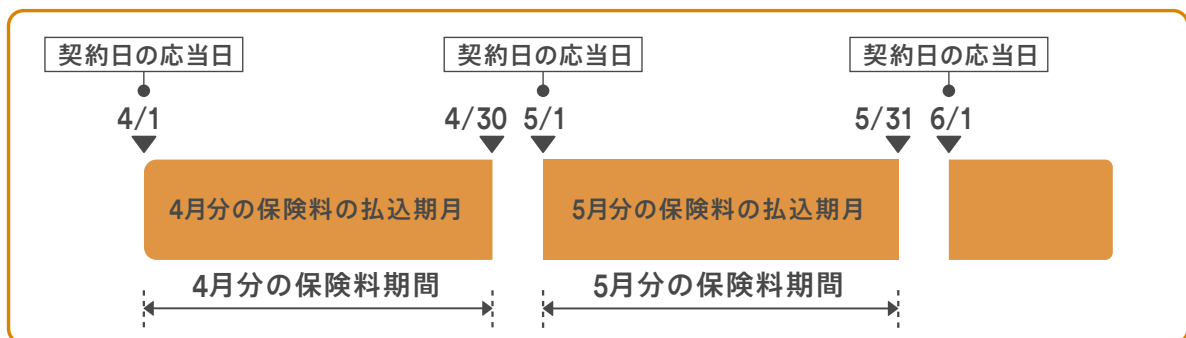 契約日の応当日 契約日の応当日 契約日の応当日
4/1 4/30 5/1 5/31 6/1
4月分の保険料の払込期月 5月分の保険料の払込期月
4月分の保険料期間 5月分の保険料期間